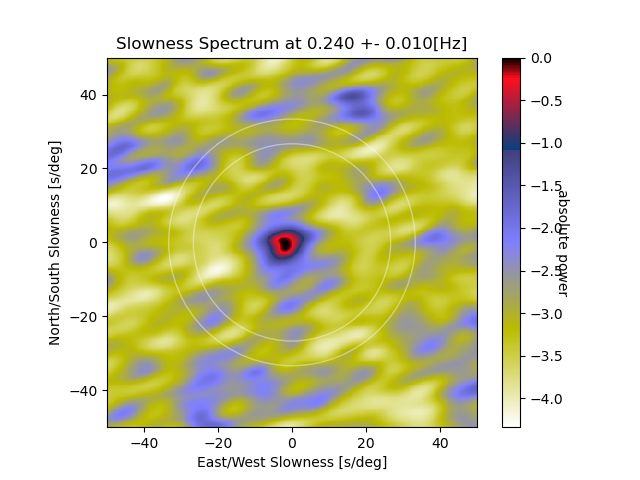 Slowness Spectrum at 0.240 +- 0.010[Hz]
North/South Slowness [s/deg]
40
20
0
−20
−40
−40 −20 0 20 40
East/West Slowness [s/deg]
0.0
−0.5
−1.0
−1.5
−2.0
−2.5
−3.0
−3.5
−4.0
absolute power